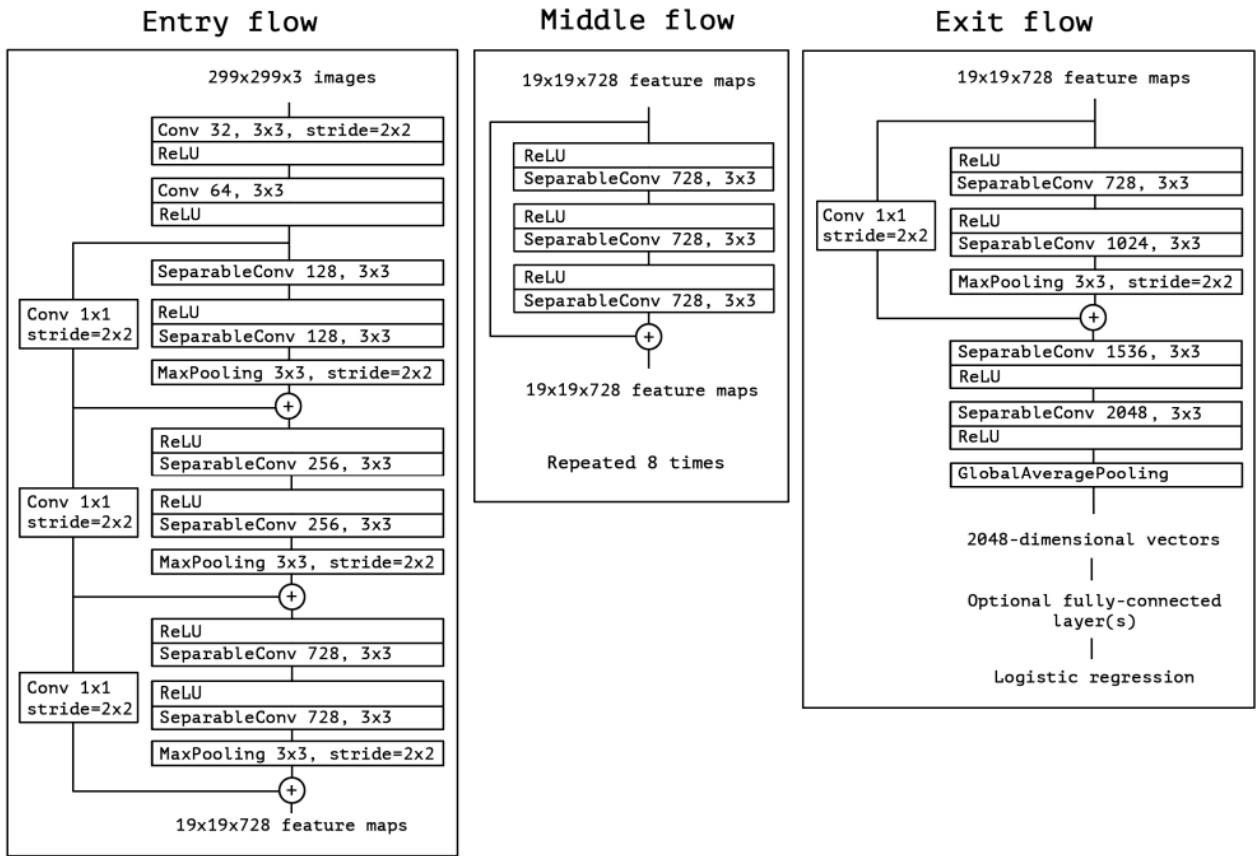 Entry flow
299x299x3 images
Conv 32, 3x3, stride=2x2
ReLU
Conv 64, 3x3
ReLU
SeparableConv 128, 3x3
Conv 1x1
stride=2x2
ReLU
SeparableConv 128, 3x3
MaxPooling 3x3, stride=2x2
+
ReLU
SeparableConv 256, 3x3
Conv 1x1
stride=2x2
ReLU
SeparableConv 256, 3x3
MaxPooling 3x3, stride=2x2
+
ReLU
SeparableConv 728, 3x3
Conv 1x1
stride=2x2
ReLU
SeparableConv 728, 3x3
MaxPooling 3x3, stride=2x2
+
19x19x728 feature maps
Middle flow
19x19x728 feature maps
ReLU
SeparableConv 728, 3x3
ReLU
SeparableConv 728, 3x3
ReLU
SeparableConv 728, 3x3
+
19x19x728 feature maps
Repeated 8 times
Exit flow
19x19x728 feature maps
ReLU
SeparableConv 728, 3x3
Conv 1x1
stride=2x2
ReLU
SeparableConv 1024, 3x3
MaxPooling 3x3, stride=2x2
+
SeparableConv 1536, 3x3
ReLU
SeparableConv 2048, 3x3
ReLU
GlobalAveragePooling
2048-dimensional vectors
Optional fully-connected
layer(s)
Logistic regression